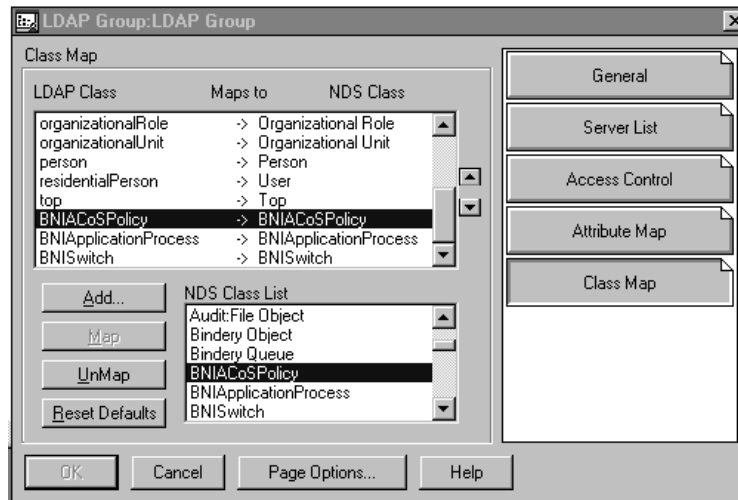 LDAP Group:LDAP Group
Class Map
LDAP Class Maps to NDS Class
organizationalRole -> Organizational Role
organizationalUnit -> Organizational Unit
person -> Person
residentialPerson -> User
top -> Top
BNIACoSPolicy -> BNIACoSPolicy
BNIApplicationProcess -> BNIApplicationProcess
BNISwitch -> BNISwitch
Add...
Map
UnMap
Reset Defaults
NDS Class List
Audit:File Object
Bindery Object
Bindery Queue
BNIACoSPolicy
BNIApplicationProcess
BNISwitch
General
Server List
Access Control
Attribute Map
Class Map
OK Cancel Page Options... Help